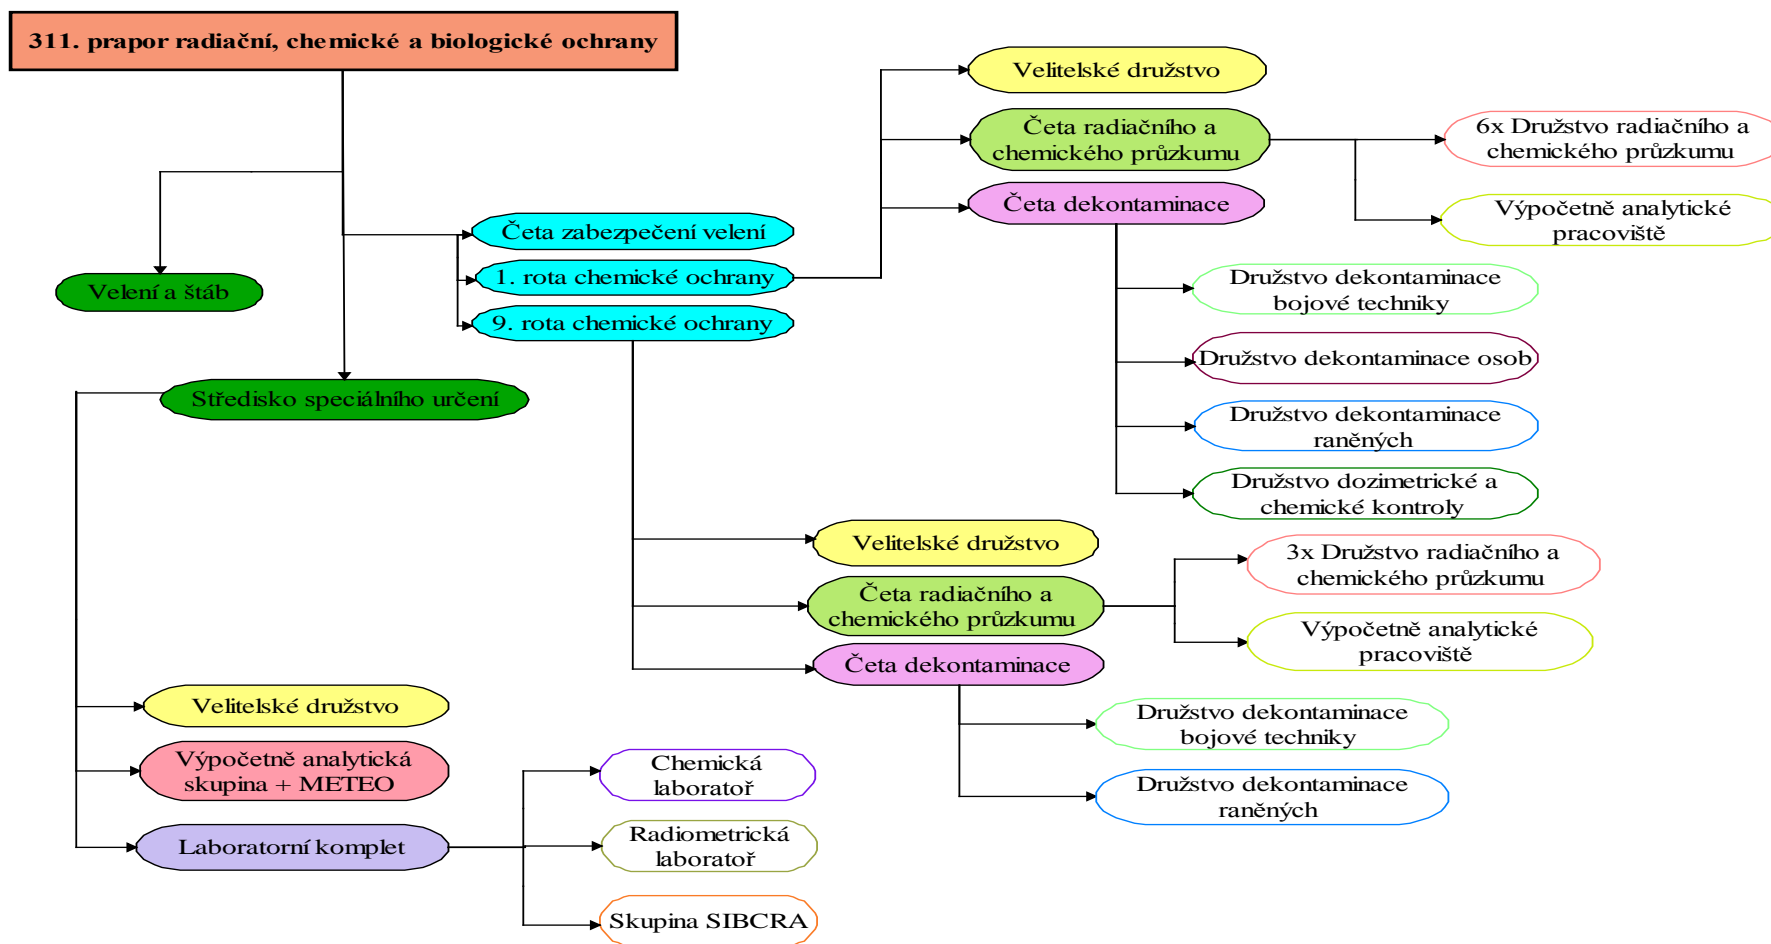 311. prapor radiační, chemické a biologické ochrany
Velitelské družstvo
Četa radiačního a
chemického průzkumu
6x Družstvo radiačního a
chemického průzkumu
Četa dekontaminace
Výpočetně analytické
pracoviště
Četa zabezpečení velení
1. rota chemické ochrany
9. rota chemické ochrany
Velení a štáb
Družstvo dekontaminace
bojové techniky
Družstvo dekontaminace osob
Středisko speciálního určení
Družstvo dekontaminace
raněných
Družstvo dozimetrické a
chemické kontroly
Velitelské družstvo
3x Družstvo radiačního a
chemického průzkumu
Četa radiačního a
chemického průzkumu
Výpočetně analytické
pracoviště
Četa dekontaminace
Družstvo dekontaminace
bojové techniky
Družstvo dekontaminace
raněných
Velitelské družstvo
Výpočetně analytická
skupina + METEO
Laboratorní komplet
Chemická
laboratoř
Radiometrická
laboratoř
Skupina SIBCRA